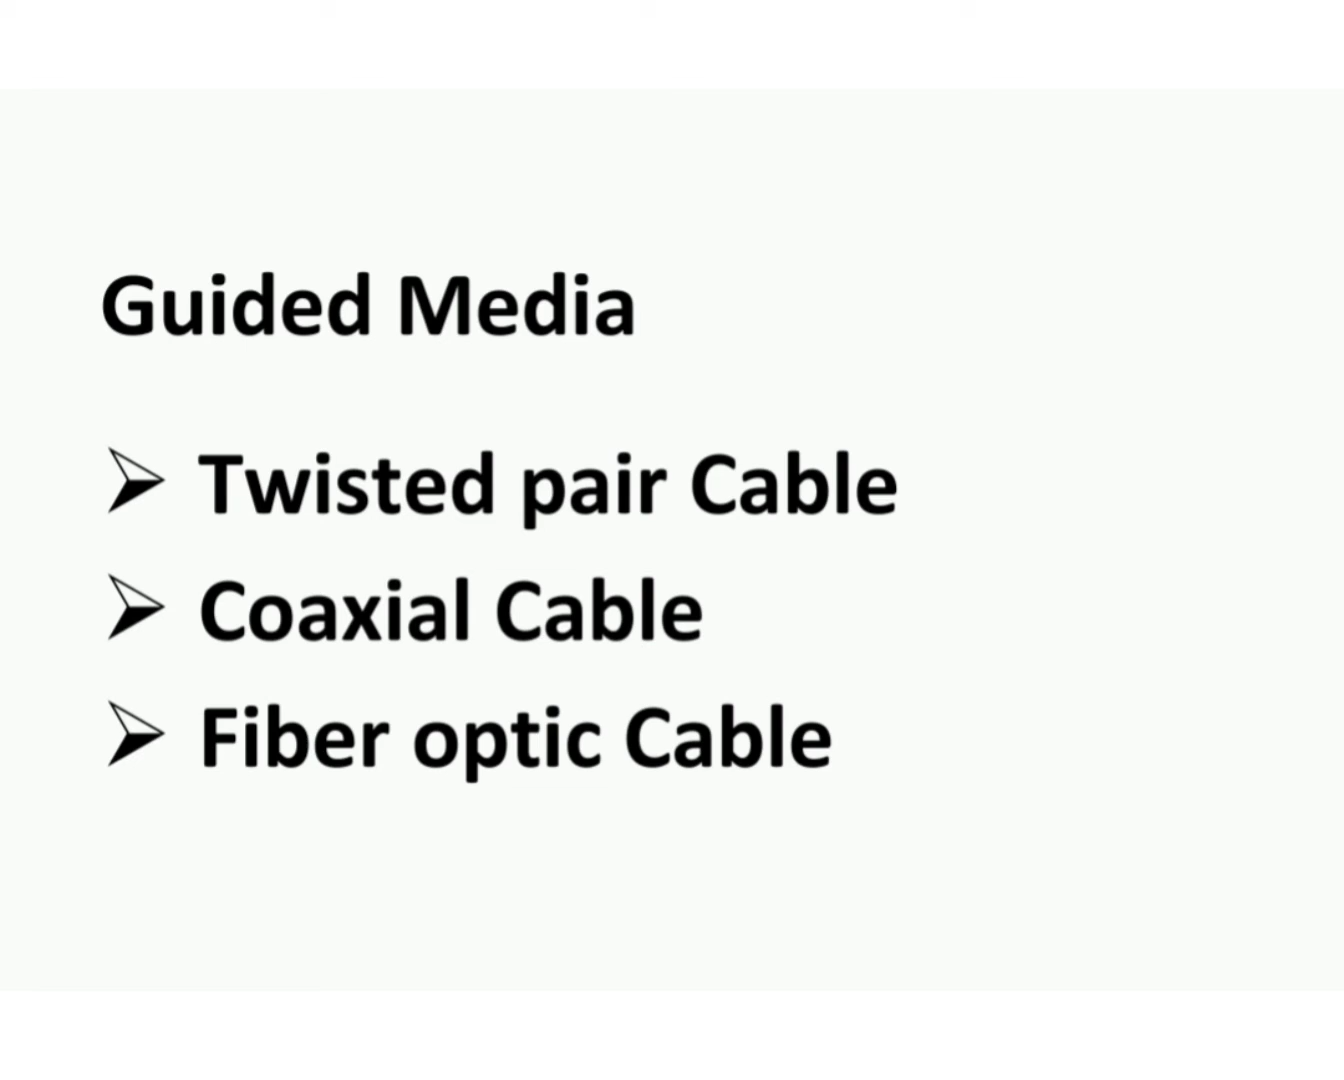 Guided Media
➢ Twisted pair Cable
➢ Coaxial Cable
➢ Fiber optic Cable